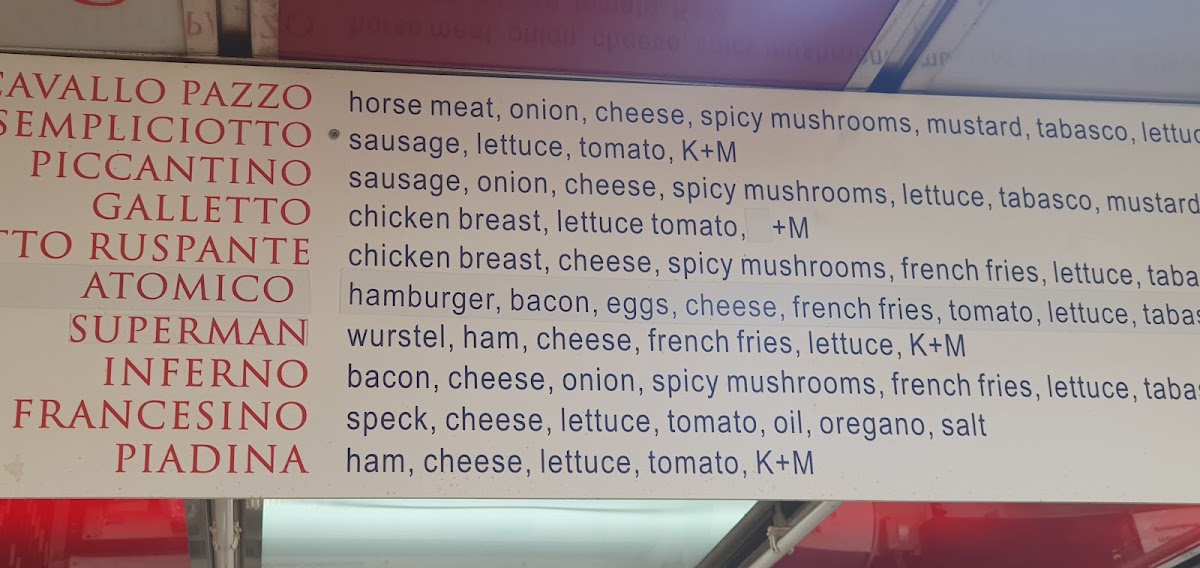 CAVALLO PAZZO horse meat, onion, cheese, spicy mushrooms, mustard, tabasco,
SEMPLICIOTTO sausage, lettuce, tomato, K+M
PICCANTINO sausage, onion, cheese, spicy mushrooms, lettuce, tabasco, mustard
GALLETTO chicken breast, lettuce tomato, +M
RUSPANTE chicken breast, cheese, spicy mushrooms, french fries, lettuce,
ATOMICO hamburger, bacon, eggs, cheese, french fries, tomato, lettuce,
SUPERMAN wurstel, ham, cheese, french fries, lettuce, K+M
INFERNO bacon, cheese, onion, spicy mushrooms, french fries, lettuce,
FRANCESINO speck, cheese, lettuce, tomato, oil, oregano, salt
PIADINA ham, cheese, lettuce, tomato, K+M